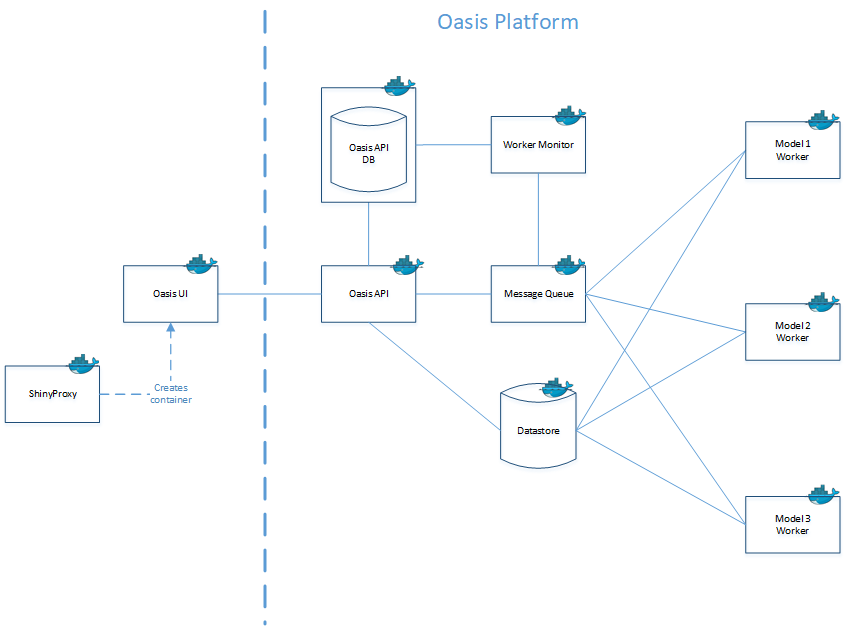 Oasis Platform
Oasis API
DB
Worker Monitor
Model 1
Worker
Oasis UI
Oasis API
Message Queue
Model 2
Worker
ShinyProxy
Creates
container
Datastore
Model 3
Worker